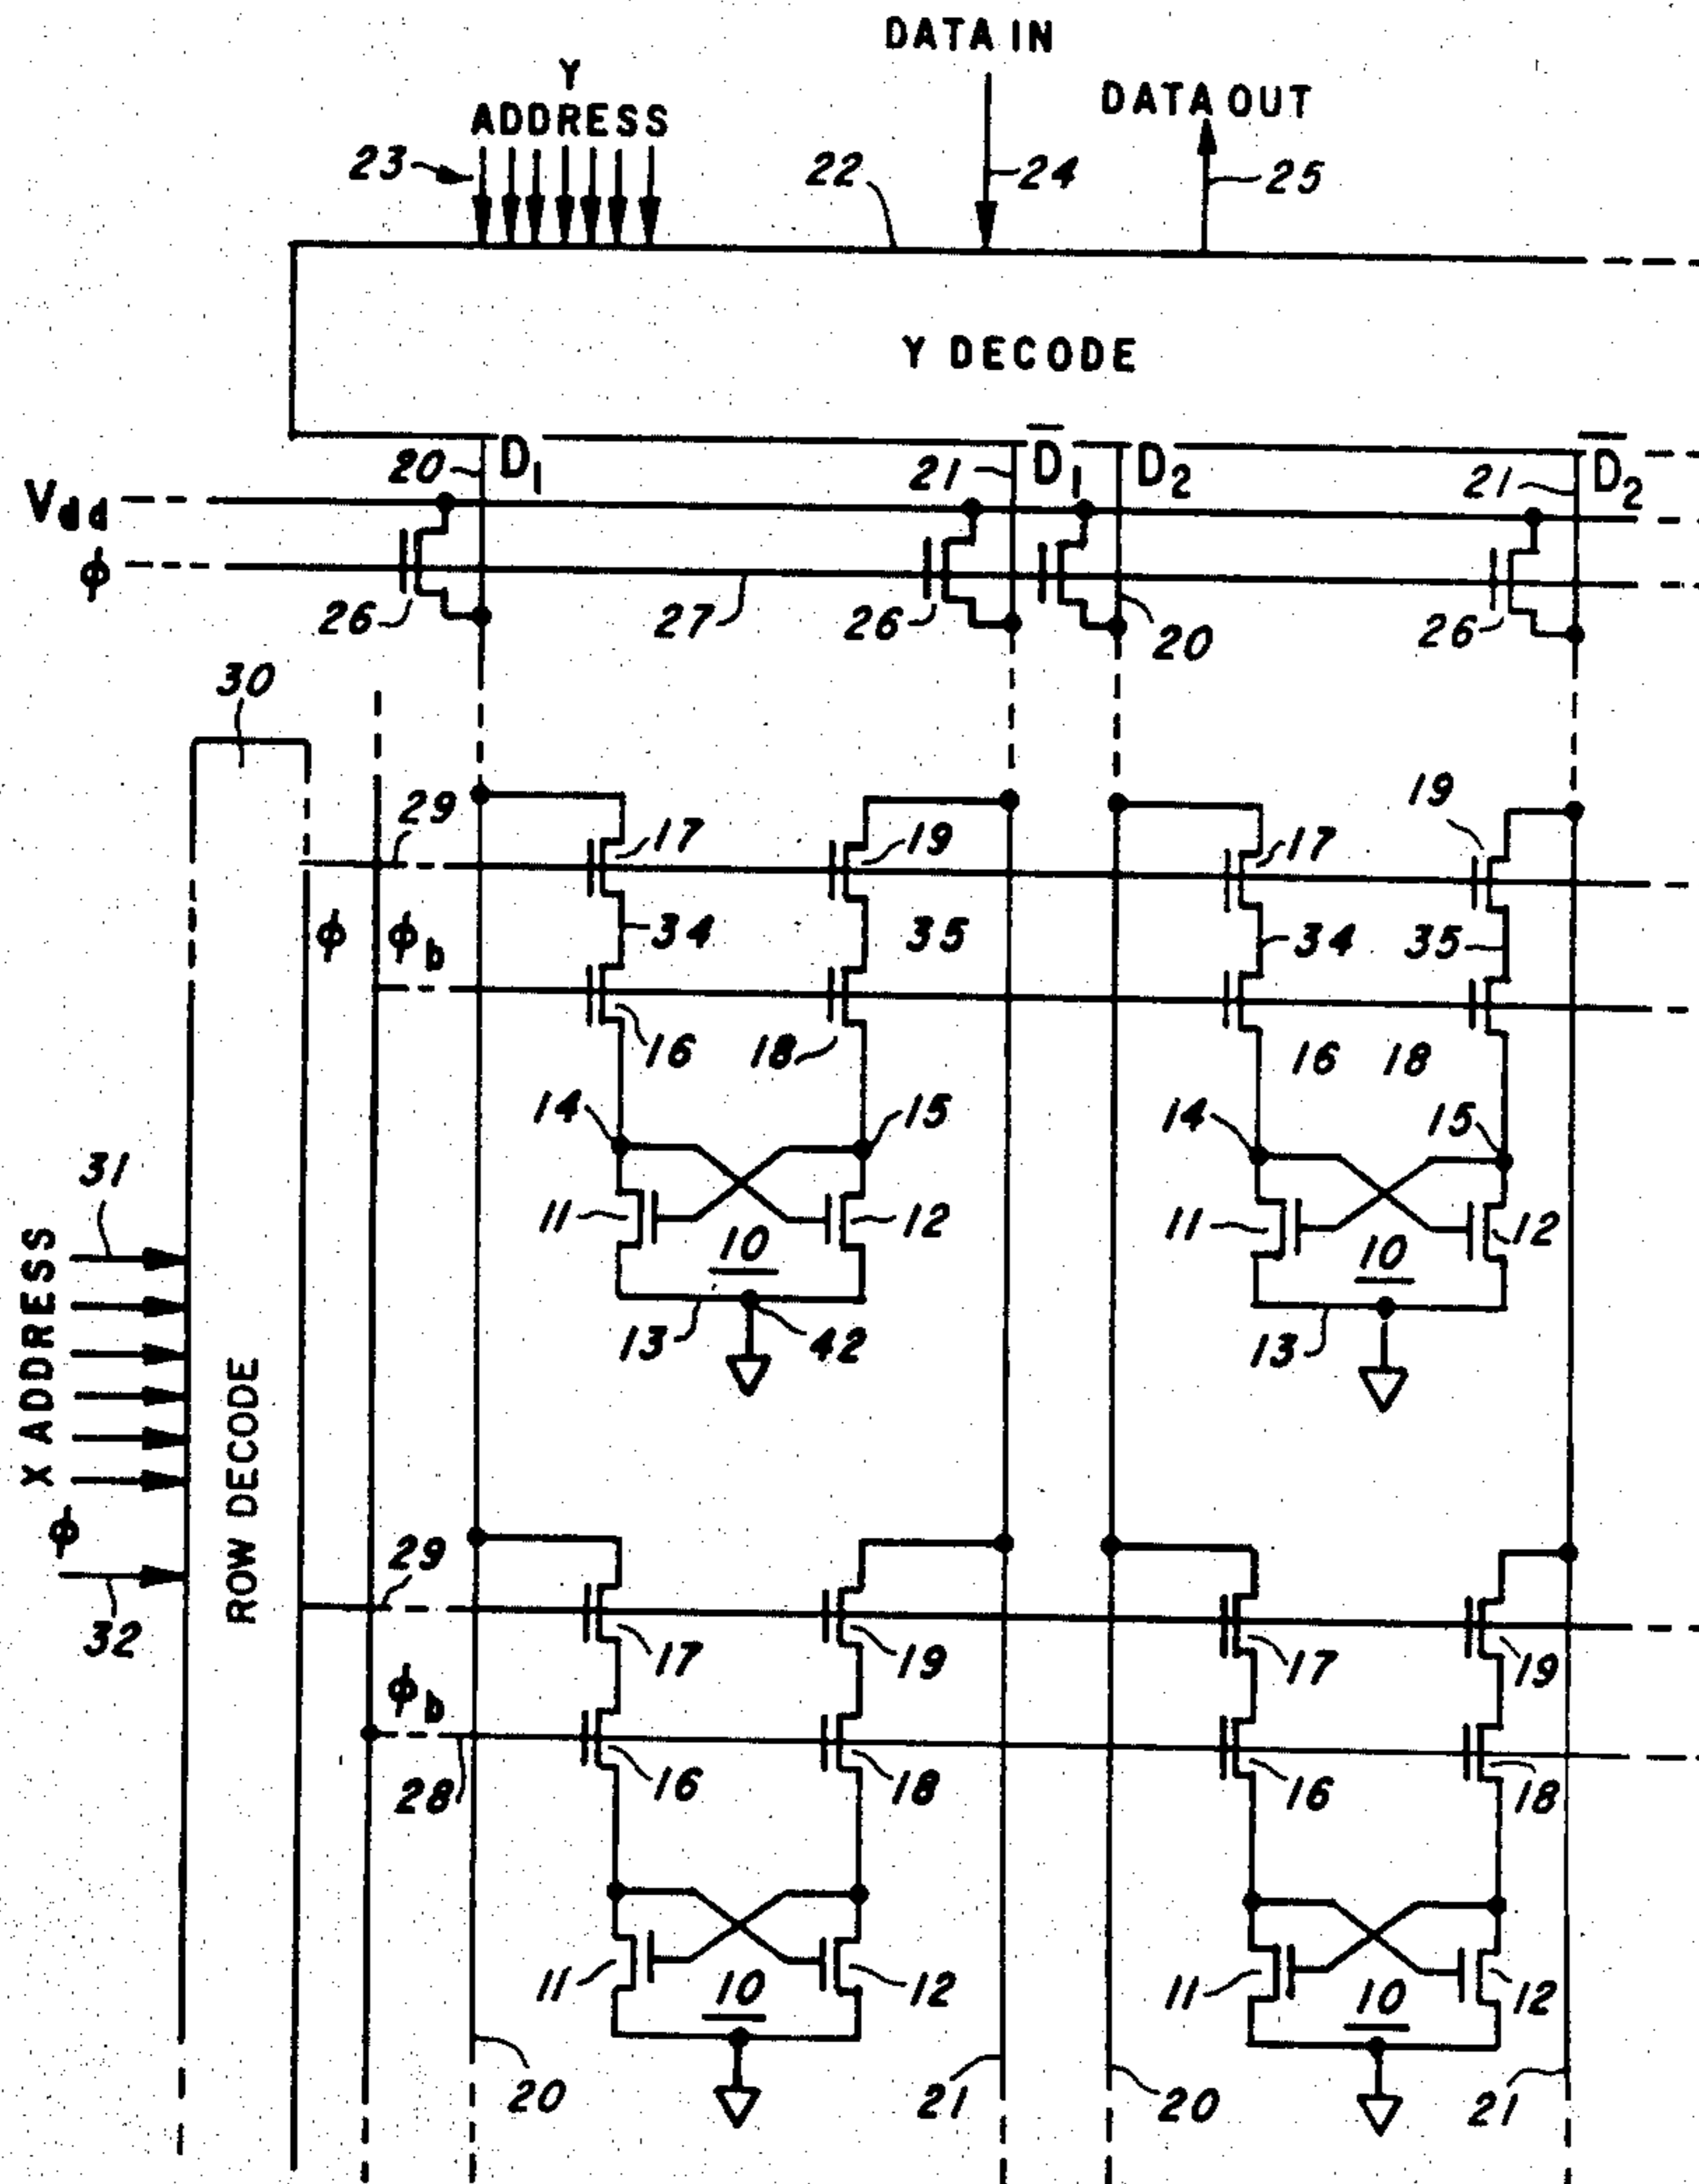 DATA IN
Y
ADDRESS
DATA OUT
23
22
24
25
Y DECODE
20 D1 21 D̅1 D2 21 D̅2
Vdd
ϕ
26 27 26 20 26
30
29 17 19 17 19
ϕ ϕb 34 35 34 35
16 18 16 18
14 15 14 15
31
11 10 12 11 10 12
13 42 13
X ADDRESS
ROW DECODE
ϕ
29
32
17 19 17 19
ϕb
28 16 18 16 18
11 10 12 11 10 12
20 21 20 21